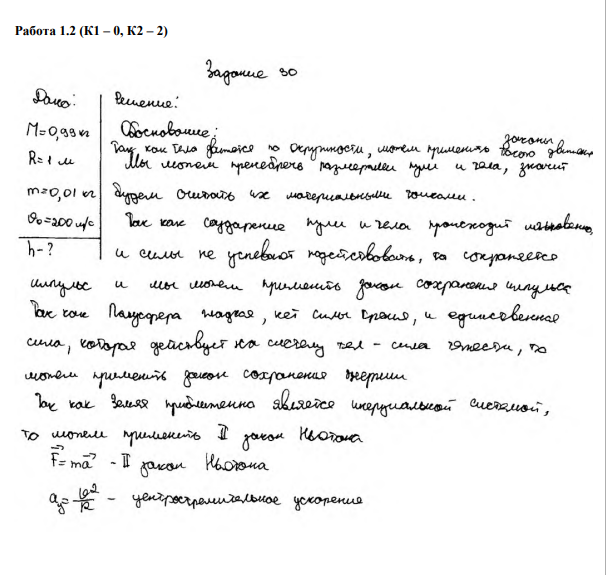 Работа 1.2 (К1 – 0, К2 – 2)
Задание 30
Дано:
Решение:
M=0,99 кг
R=1 м
m=0,01 кг
υ₀=200 м/с
h-?
Обоснование:
Так как тело движется по окружности, можем применить законы такого движения
Мы можем пренебречь размерами пули и тела, значит
будем считать их материальными точками.
Так как соударение пули и тела происходит мгновенно,
и силы не успевают подействовать, то сохраняется
импульс и мы можем применить закон сохранения импульса
Так как Полусфера гладкая, нет силы трения, и единственная
сила, которая действует на систему тел – сила тяжести, то
можем применить закон сохранения энергии
Так как Земля приблизительно является инерциальной системой,
то можем применить II закон Ньютона
F⃗=ma⃗ - II закон Ньютона
a_y=υ²/R – центростремительное ускорение